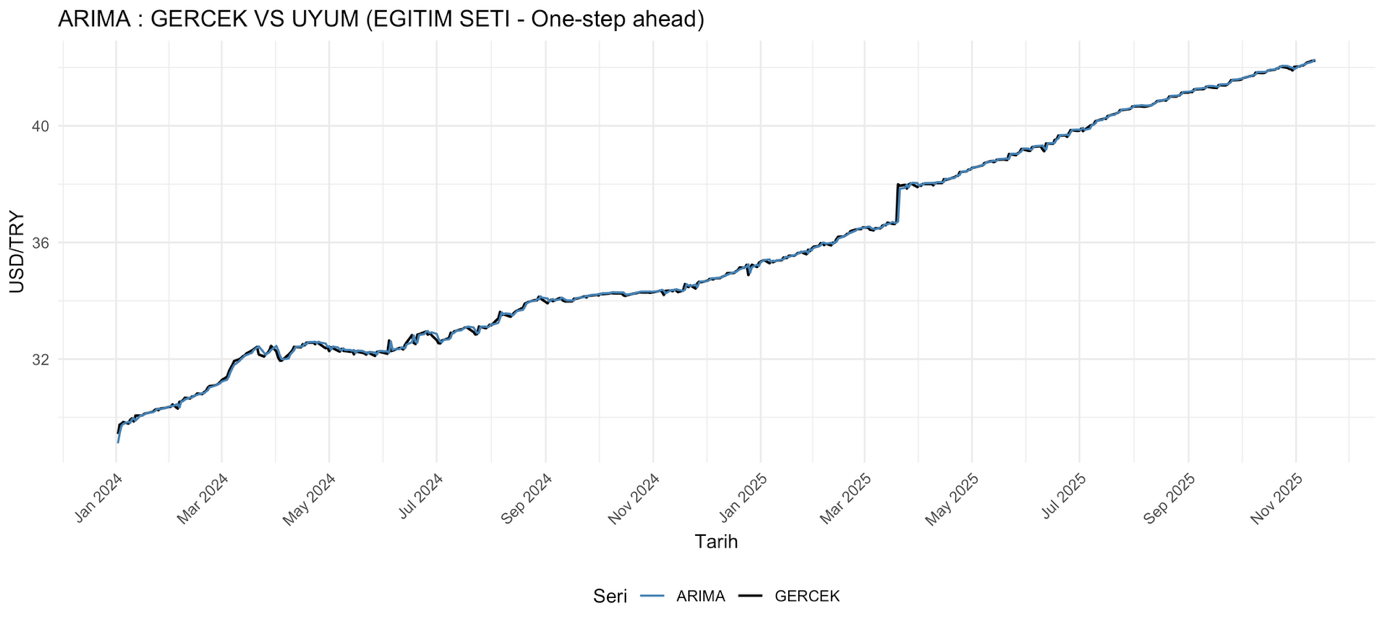 ARIMA : GERCEK VS UYUM (EGITIM SETI - One-step ahead)
USD/TRY
40
36
32
Jan 2024
Mar 2024
May 2024
Jul 2024
Sep 2024
Nov 2024
Jan 2025
Mar 2025
May 2025
Jul 2025
Sep 2025
Nov 2025
Tarih
Seri ARIMA GERCEK